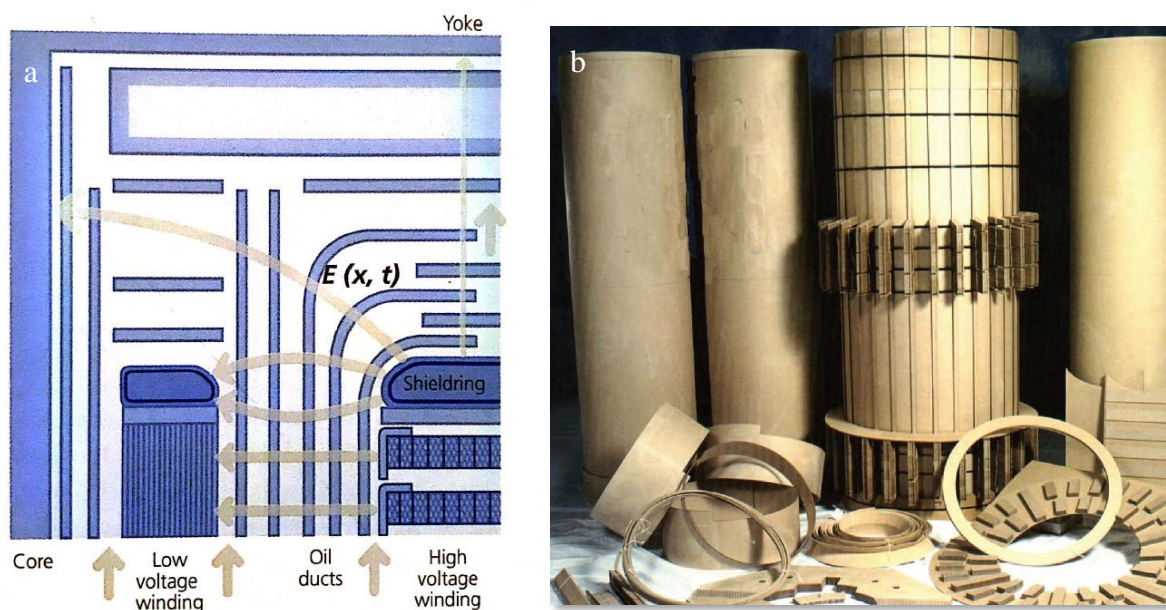 Yoke
a
b
E (x, t)
Shieldring
Core
Low
voltage
winding
Oil
ducts
High
voltage
winding